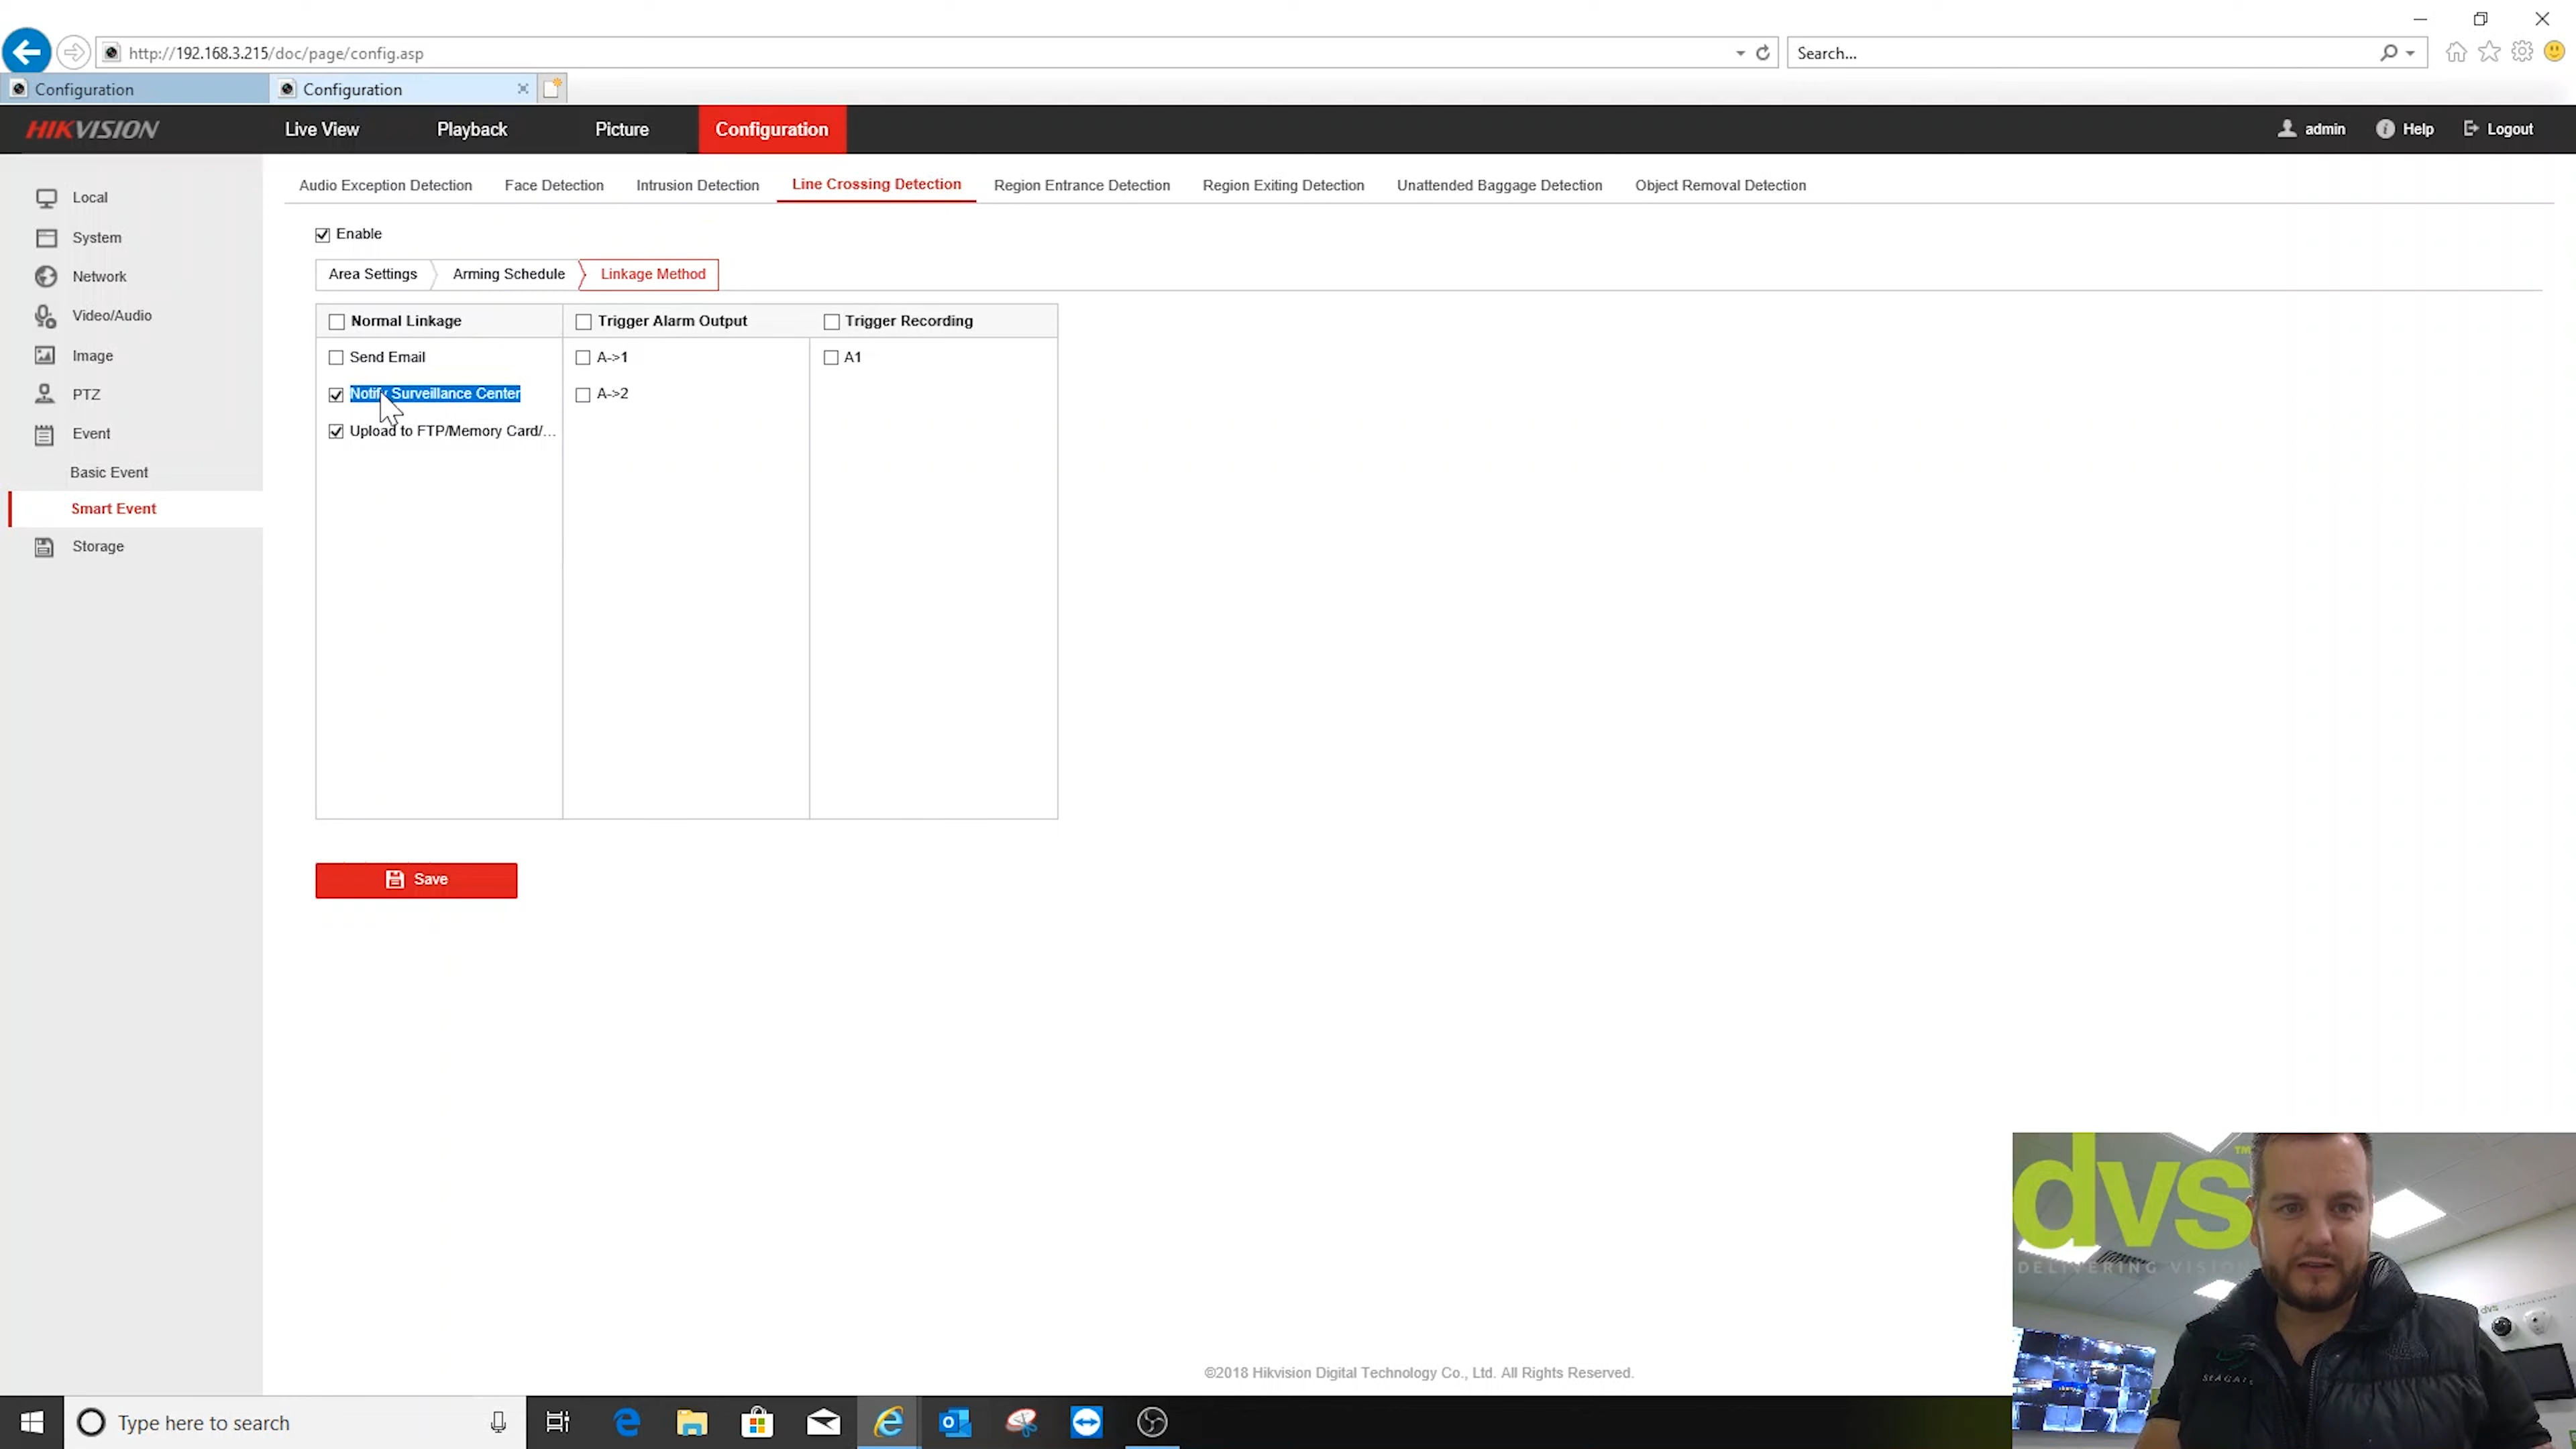 http://192.168.3.215/doc/page/config.asp
Search...
Configuration
Configuration
HIKVISION
Live View
Playback
Picture
Configuration
admin
Help
Logout
Local
System
Network
Video/Audio
Image
PTZ
Event
Basic Event
Smart Event
Storage
Audio Exception Detection
Face Detection
Intrusion Detection
Line Crossing Detection
Region Entrance Detection
Region Exiting Detection
Unattended Baggage Detection
Object Removal Detection
Enable
Area Settings
Arming Schedule
Linkage Method
Normal Linkage
Trigger Alarm Output
Trigger Recording
Send Email
A->1
A1
Notify Surveillance Center
A->2
Upload to FTP/Memory Card/...
Save
dvs™
DELIVERING VISION
SEAGATE
©2018 Hikvision Digital Technology Co., Ltd. All Rights Reserved.
Type here to search